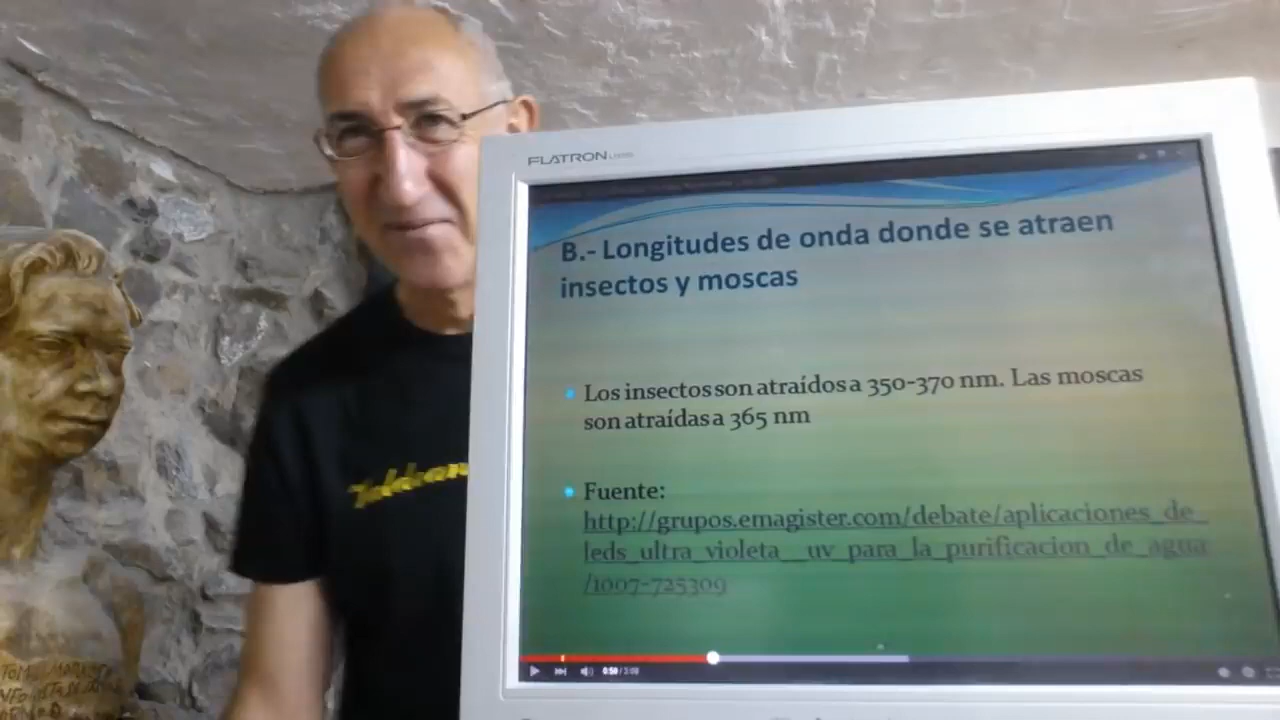 FLATRON
B.- Longitudes de onda donde se atraen
insectos y moscas
Los insectos son atraídos a 350-370 nm. Las moscas
son atraídas a 365 nm
Fuente:
http://grupos.emagister.com/debate/aplicaciones_de_
leds_ultra_violeta__uv_para_la_purificacion_de_agua
/1007-725309
0:50 / 3:08